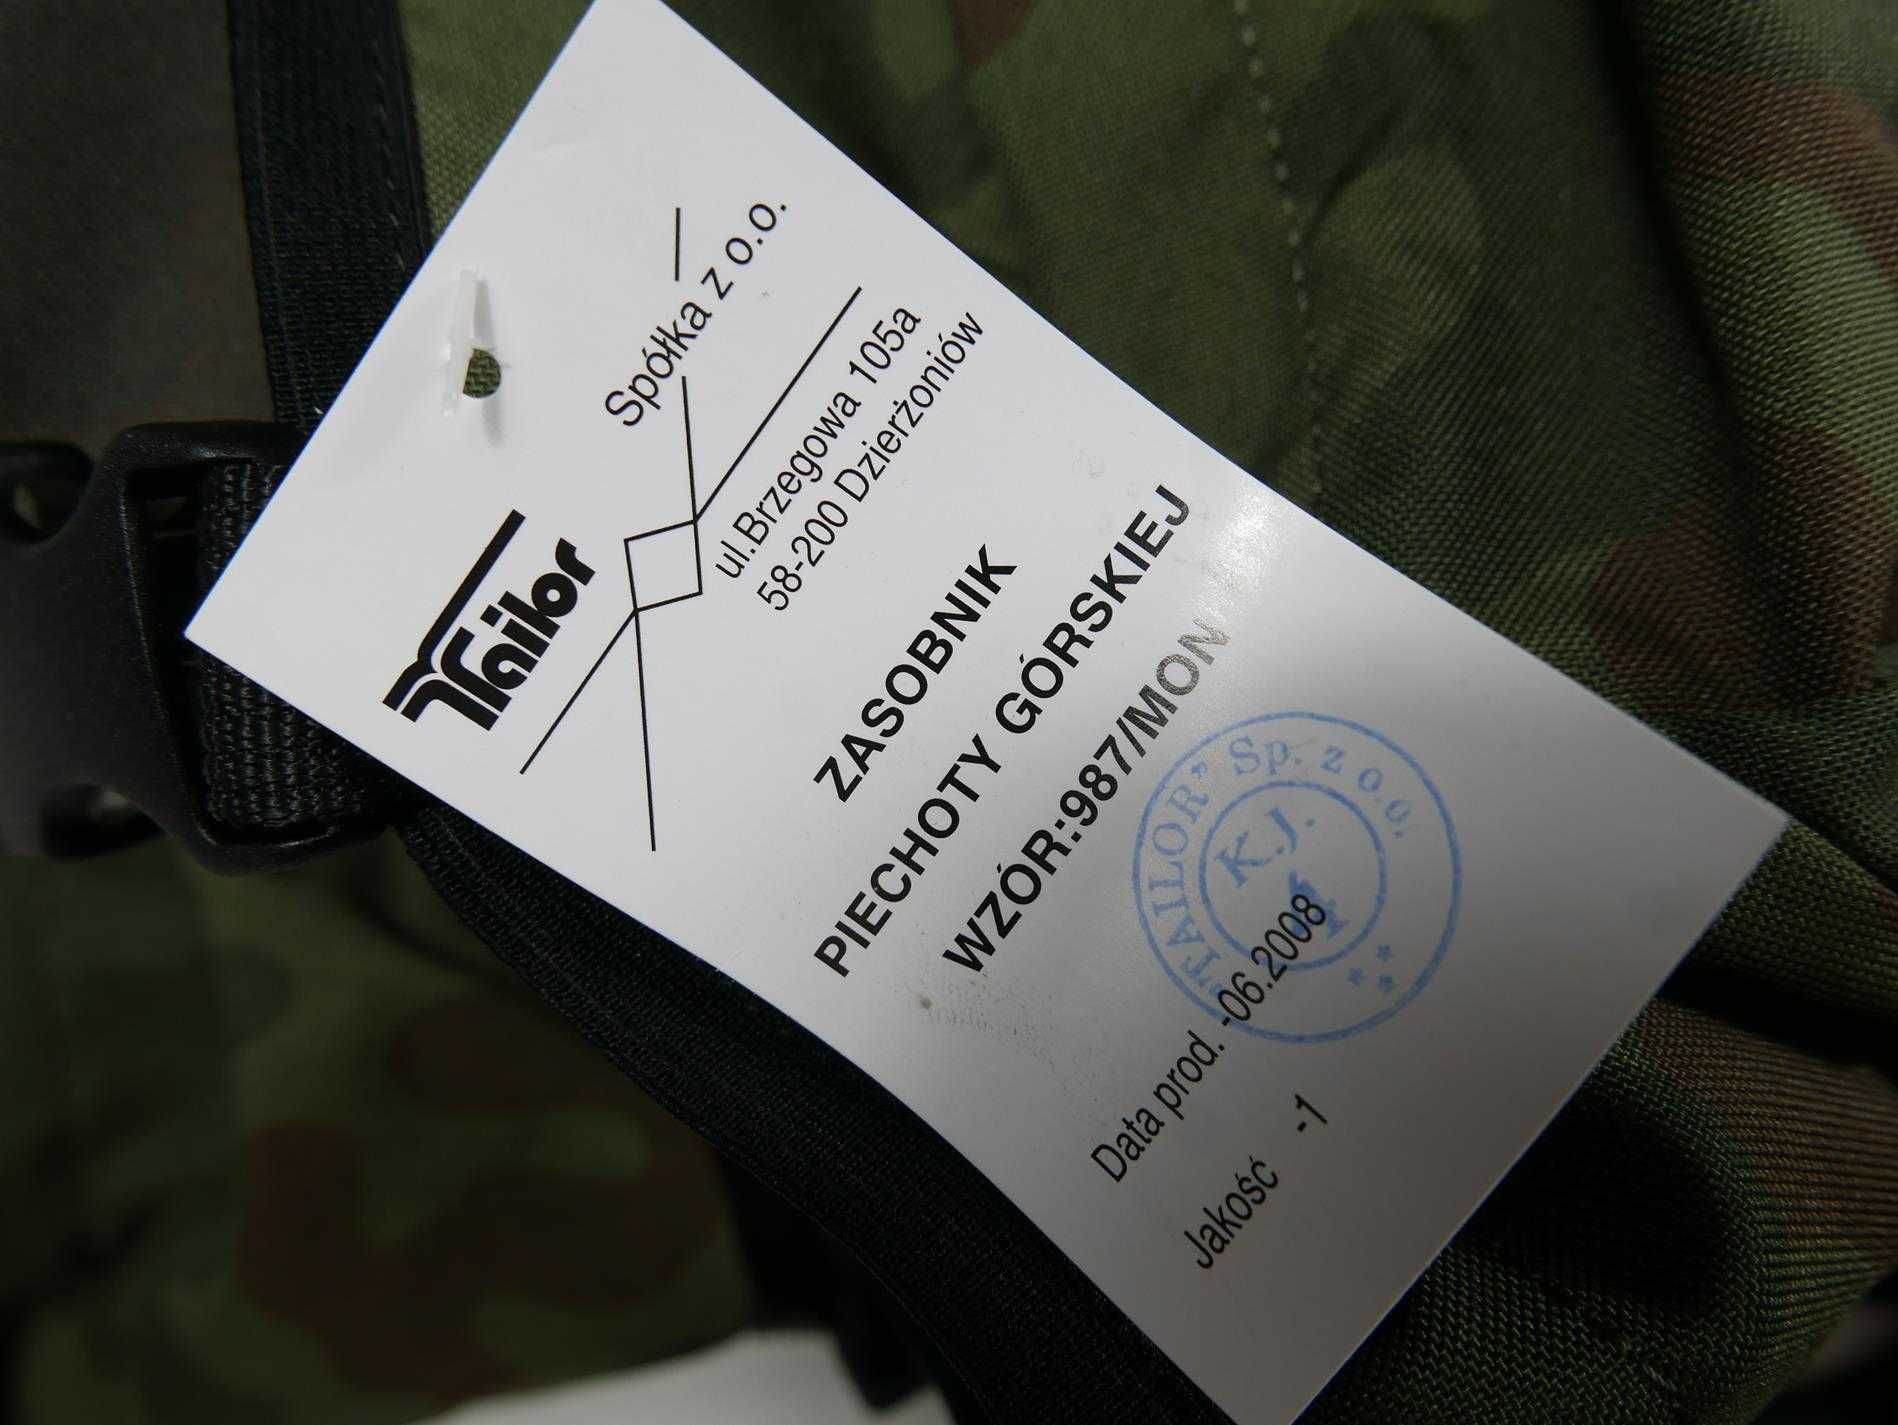 Tailor
Spółka z o.o.
ul.Brzegowa 105a
58-200 Dzierżoniów
ZASOBNIK
PIECHOTY GÓRSKIEJ
WZÓR:987/MON
"TAILOR" Sp. z o.o.
K.J.
1
Data prod. -06.2008
Jakość -1